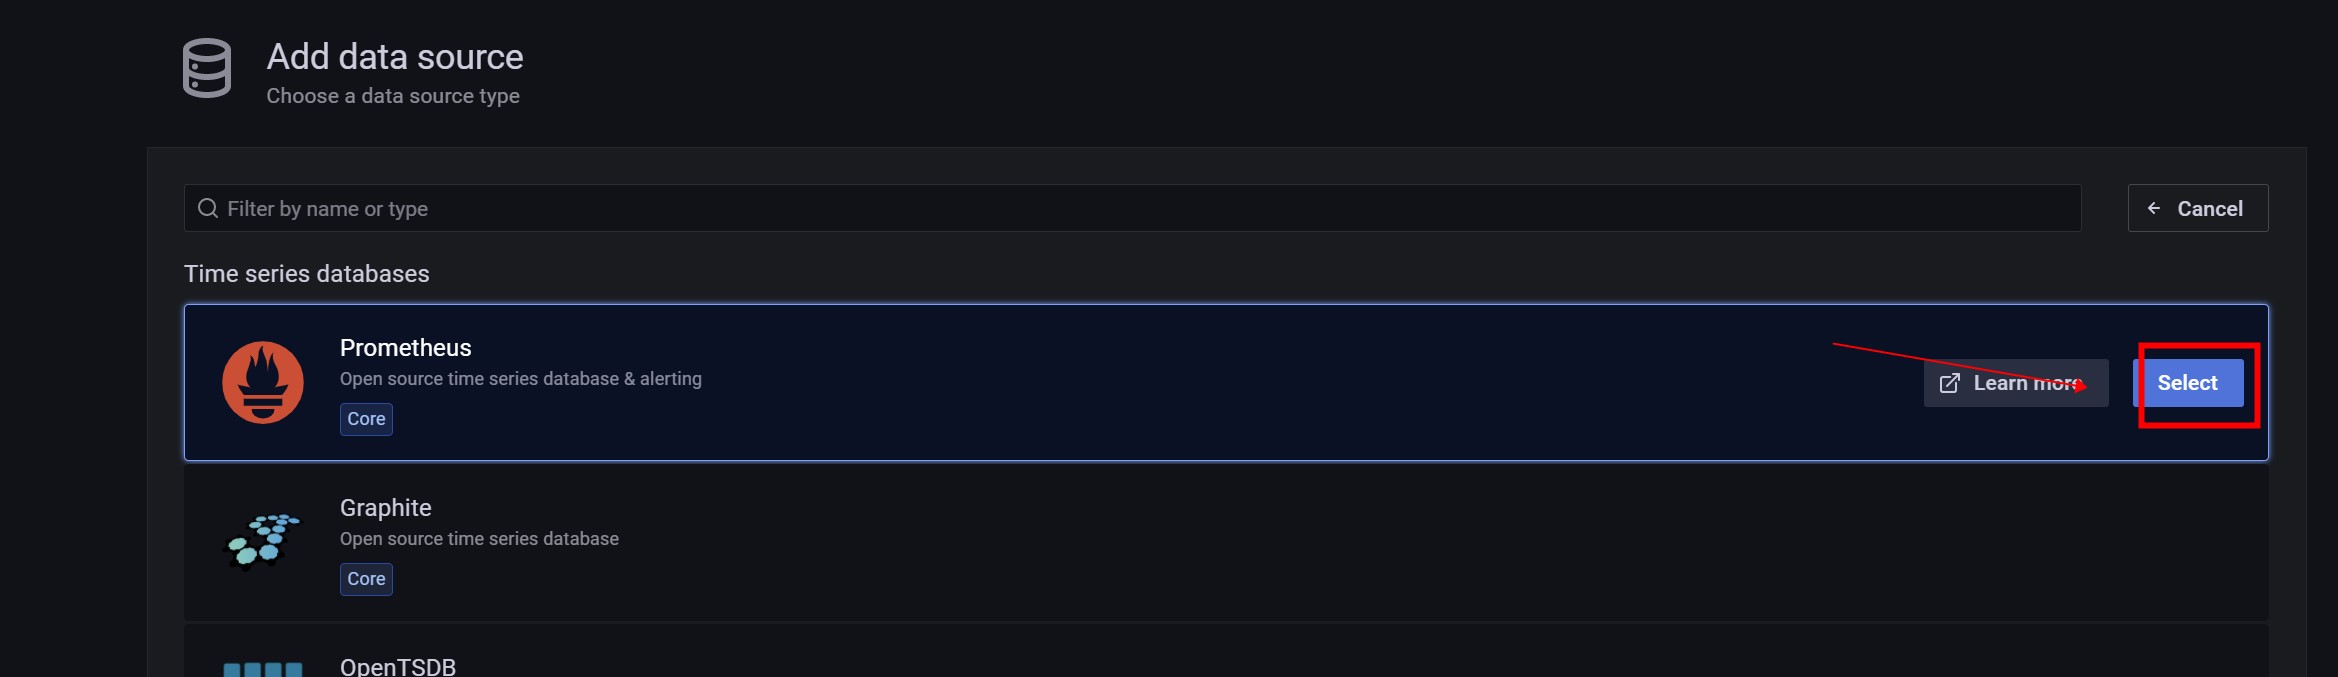 Add data source
Choose a data source type
Filter by name or type
Cancel
Time series databases
Prometheus
Open source time series database & alerting
Core
Learn more
Select
Graphite
Open source time series database
Core
OpenTSDB